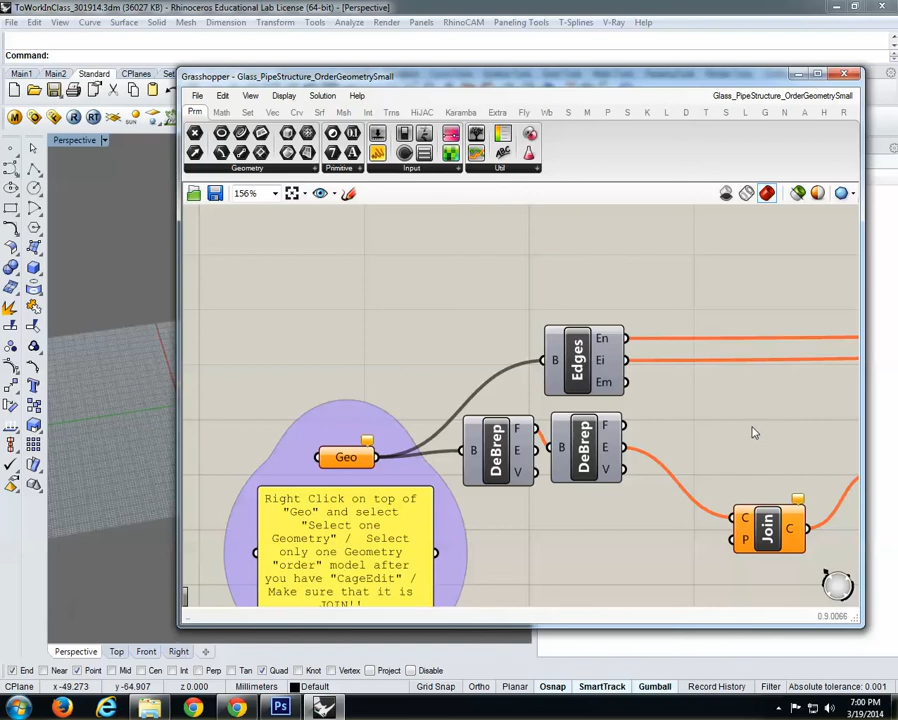 ToWorkInClass_301914.3dm (36027 KB) - Rhinoceros Educational Lab License (64-bit) - [Perspective]
File Edit View Curve Surface Solid Mesh Dimension Transform Tools Analyze Render Panels RhinoCAM Paneling Tools T-Splines V-Ray Help
Command:
Main1 Main2 Standard CPlanes Set
Grasshopper - Glass_PipeStructure_OrderGeometrySmall
File Edit View Display Solution Help
Glass_PipeStructure_OrderGeometrySmall
Prm Math Set Vec Crv Srf Msh Int Trns HiJAC Karamba Extra Fly Wb S M U L S M T N A H R
Geometry Primitive Input Util
156%
Perspective
Edges
B En
Ei
Em
Geo
B DeBrep F
E
V
B DeBrep F
E
V
C Join C
P
Right Click on top of
"Geo" and select
"Select one
Geometry" / Select
only one Geometry
"order" model after
you have "CageEdit" /
Make sure that it is
JOIN!!
0.9.0066
Perspective Top Front Right
End Near Point Mid Cen Int Perp Tan Quad Knot Vertex Project Disable
CPlane x -49.273 y -64.907 z 0.000 Millimeters Default Grid Snap Ortho Planar Osnap SmartTrack Gumball Record History Filter Absolute tolerance: 0.001
7:00 PM
3/19/2014